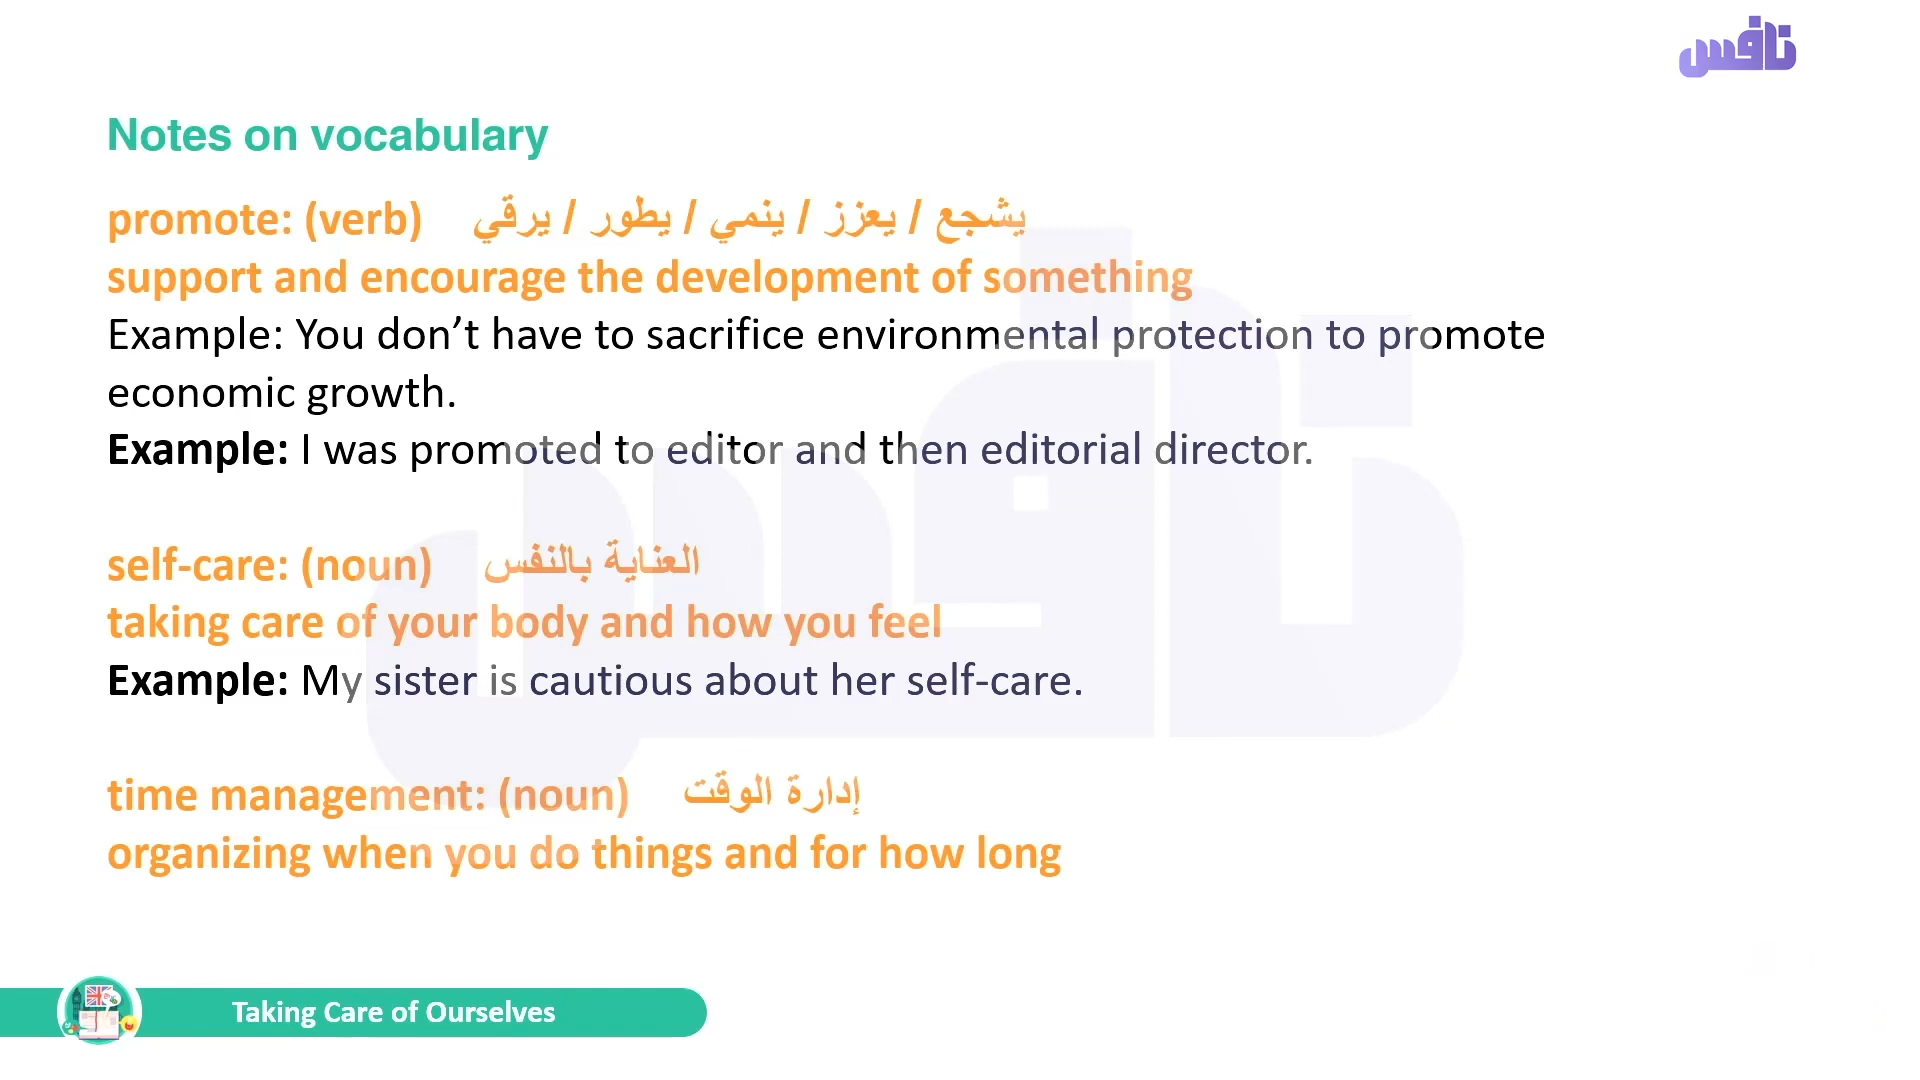 نافس
Notes on vocabulary
promote: (verb) يشجع / يعزز / ينمي / يطور / يرقي
support and encourage the development of something
Example: You don’t have to sacrifice environmental protection to promote
economic growth.
Example: I was promoted to editor and then editorial director.
self-care: (noun) العناية بالنفس
taking care of your body and how you feel
Example: My sister is cautious about her self-care.
time management: (noun) إدارة الوقت
organizing when you do things and for how long
Taking Care of Ourselves